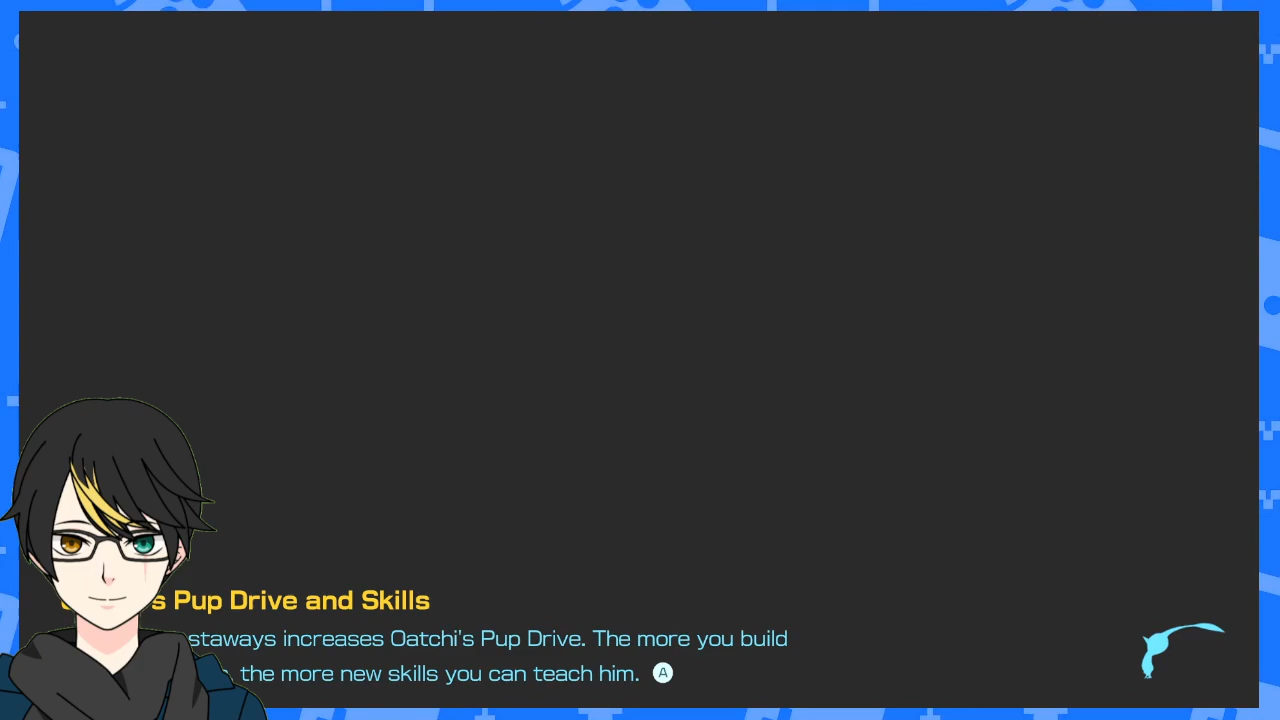 s Pup Drive and Skills
staways increases Oatchi's Pup Drive. The more you build
, the more new skills you can teach him. A